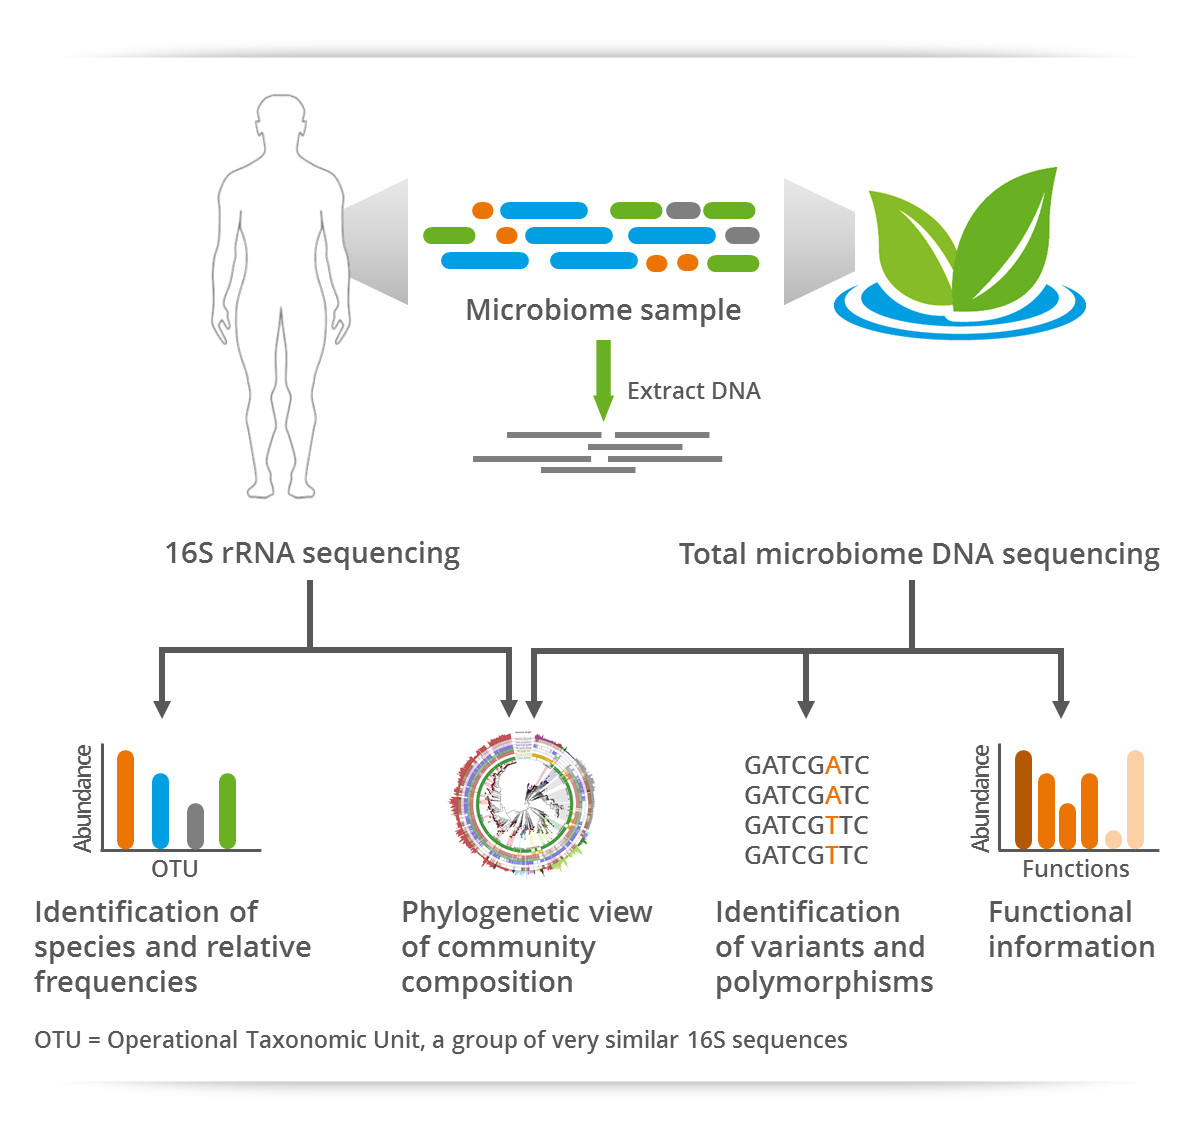 Microbiome sample
Extract DNA
16S rRNA sequencing
Total microbiome DNA sequencing
Abundance
OTU
Identification of
species and relative
frequencies
Phylogenetic view
of community
composition
GATCGATC
GATCGATC
GATCGTTC
GATCGTTC
Identification
of variants and
polymorphisms
Abundance
Functions
Functional
information
OTU = Operational Taxonomic Unit, a group of very similar 16S sequences